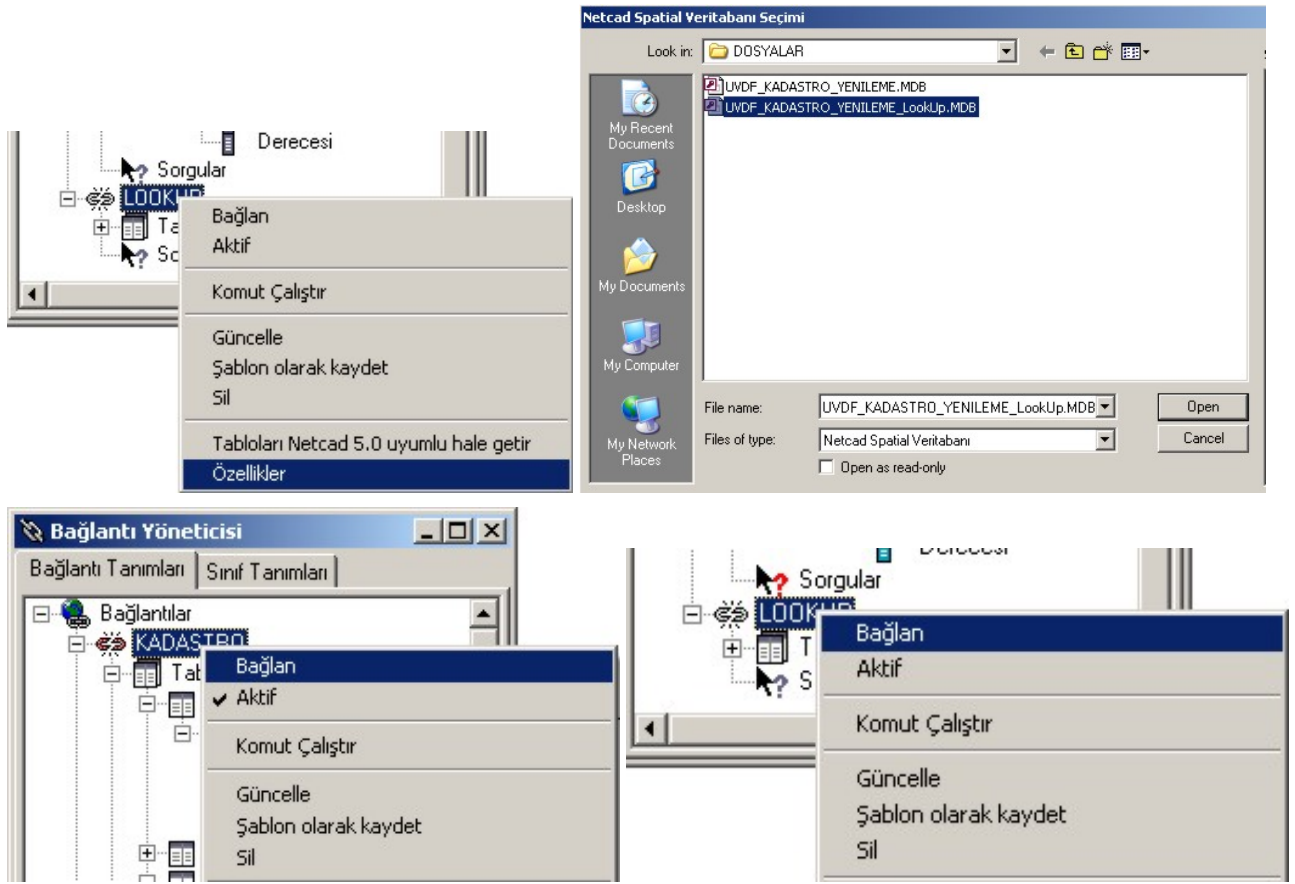 Derecesi
Sorgular
LOOKUP
Ta
So
Bağlan
Aktif
Komut Çalıştır
Güncelle
Şablon olarak kaydet
Sil
Tabloları Netcad 5.0 uyumlu hale getir
Özellikler
Netcad Spatial Veritabanı Seçimi
Look in: DOSYALAR
UVDF_KADASTRO_YENILEME.MDB
UVDF_KADASTRO_YENILEME_LookUp.MDB
My Recent
Documents
Desktop
My Documents
My Computer
My Network
Places
File name: UVDF_KADASTRO_YENILEME_LookUp.MDB Open
Files of type: Netcad Spatial Veritabanı Cancel
Open as read-only
Bağlantı Yöneticisi
Bağlantı Tanımları Sınıf Tanımları
Bağlantılar
KADASTRO
Tab
Bağlan
Aktif
Komut Çalıştır
Güncelle
Şablon olarak kaydet
Sil
Derecesi
Sorgular
LOOKUP
T
S
Bağlan
Aktif
Komut Çalıştır
Güncelle
Şablon olarak kaydet
Sil